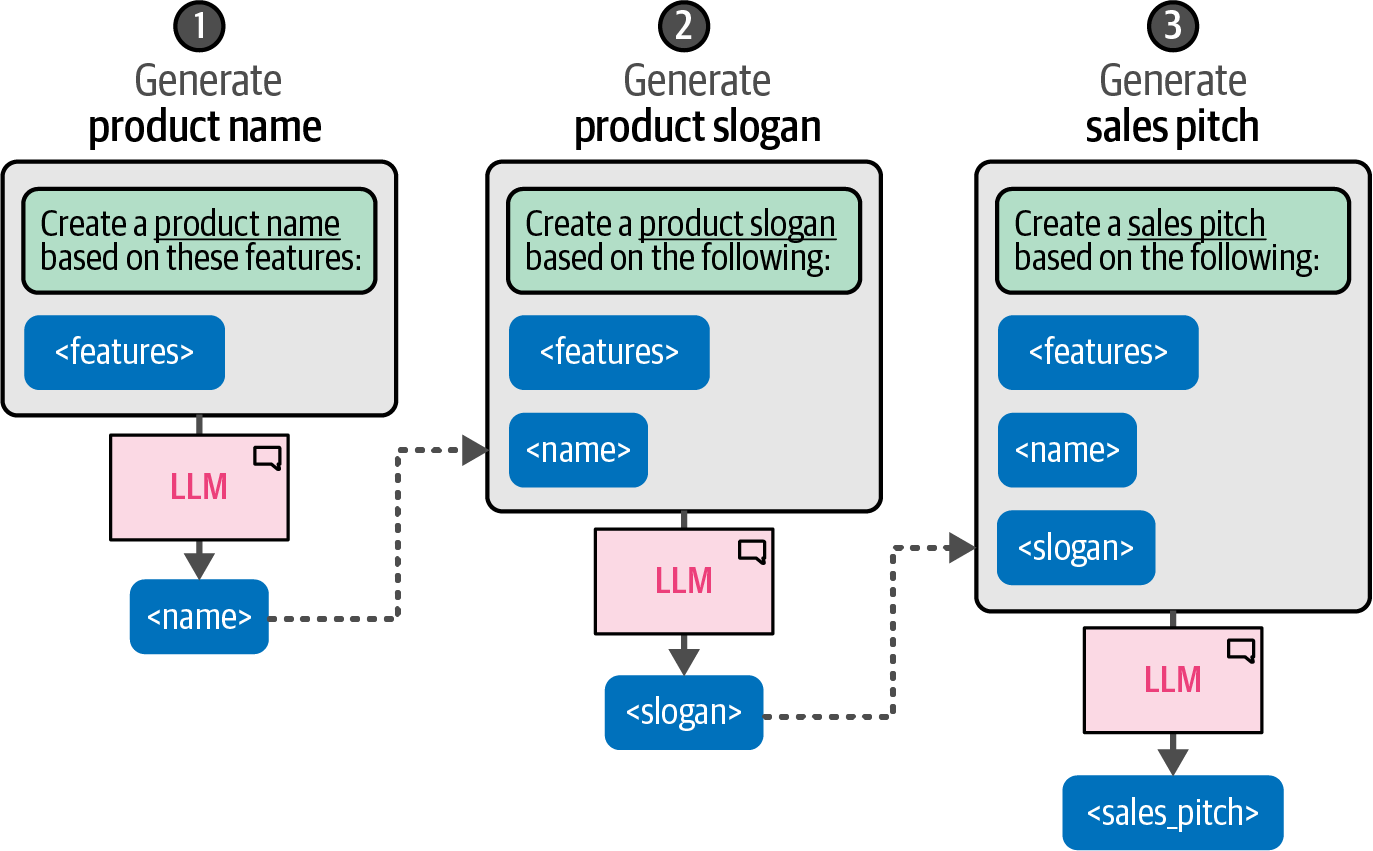 1
Generate
product name
Create a product name
based on these features:
<features>
LLM
<name>
2
Generate
product slogan
Create a product slogan
based on the following:
<features>
<name>
LLM
<slogan>
3
Generate
sales pitch
Create a sales pitch
based on the following:
<features>
<name>
<slogan>
LLM
<sales_pitch>